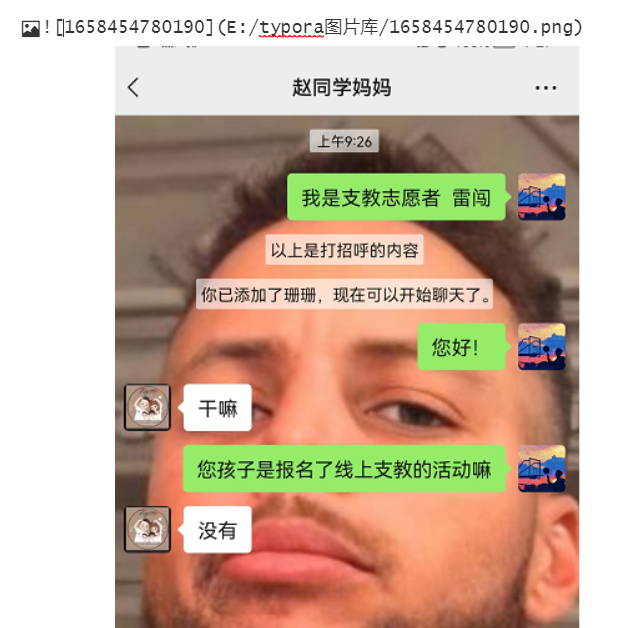 ![1658454780190](E:/typora图片库/1658454780190.png)
赵同学妈妈
上午9:26
我是支教志愿者 雷闯
以上是打招呼的内容
你已添加了珊珊，现在可以开始聊天了。
您好!
干嘛
您孩子是报名了线上支教的活动嘛
没有